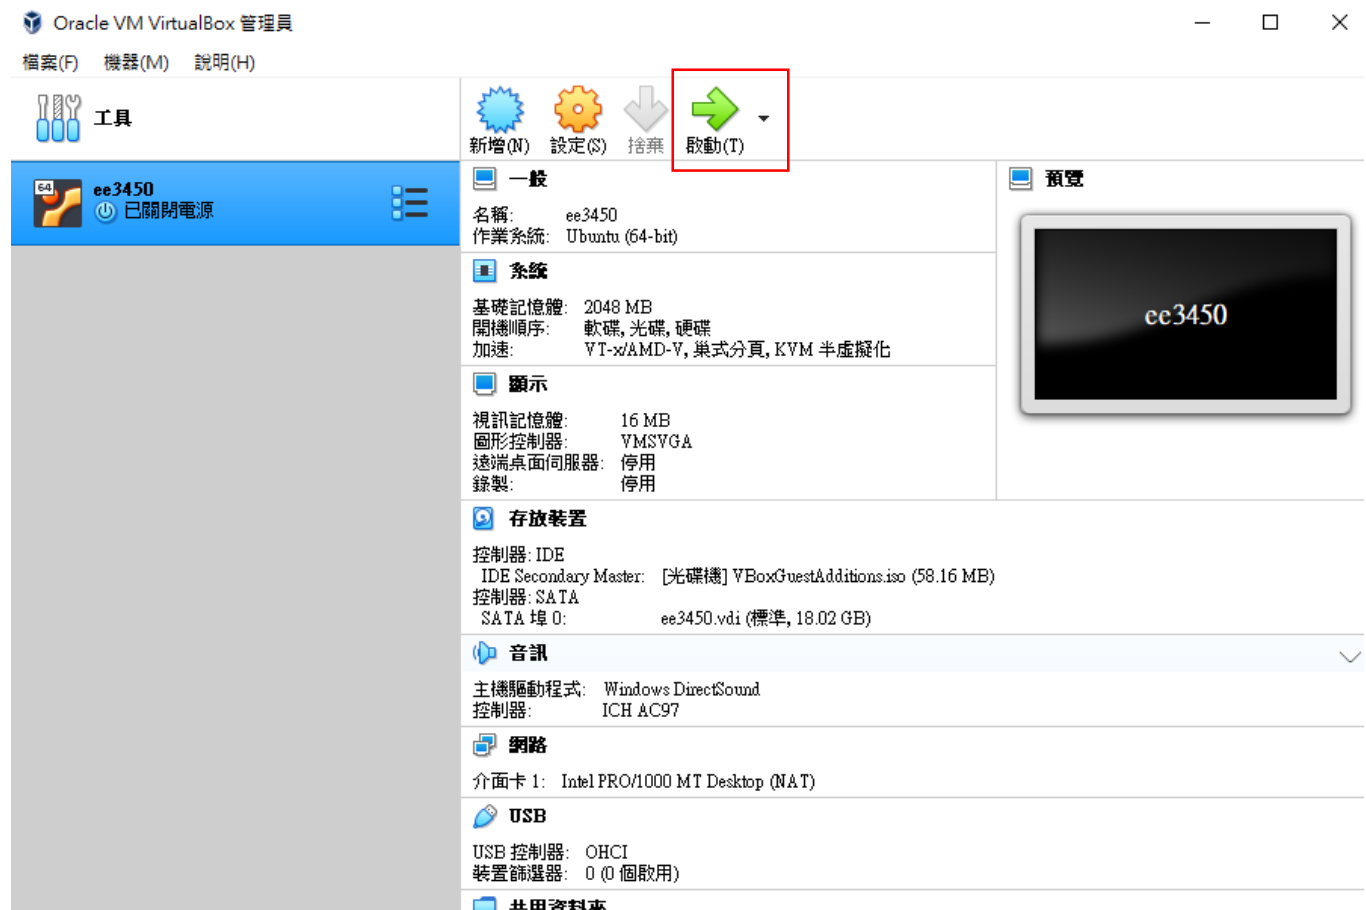 Oracle VM VirtualBox 管理員
檔案(F) 機器(M) 說明(H)
工具
新增(N) 設定(S) 捨棄 啟動(T)
64
ee3450
已關閉電源
一般
名稱: ee3450
作業系統: Ubuntu (64-bit)
預覽
ee3450
系統
基礎記憶體: 2048 MB
開機順序: 軟碟, 光碟, 硬碟
加速: VT-x/AMD-V, 巢式分頁, KVM 半虛擬化
顯示
視訊記憶體: 16 MB
圖形控制器: VMSVGA
遠端桌面伺服器: 停用
錄製: 停用
存放裝置
控制器: IDE
IDE Secondary Master: [光碟機] VBoxGuestAdditions.iso (58.16 MB)
控制器: SATA
SATA 埠 0: ee3450.vdi (標準, 18.02 GB)
音訊
主機驅動程式: Windows DirectSound
控制器: ICH AC97
網路
介面卡 1: Intel PRO/1000 MT Desktop (NAT)
USB
USB 控制器: OHCI
裝置篩選器: 0 (0 個啟用)
共用資料夾